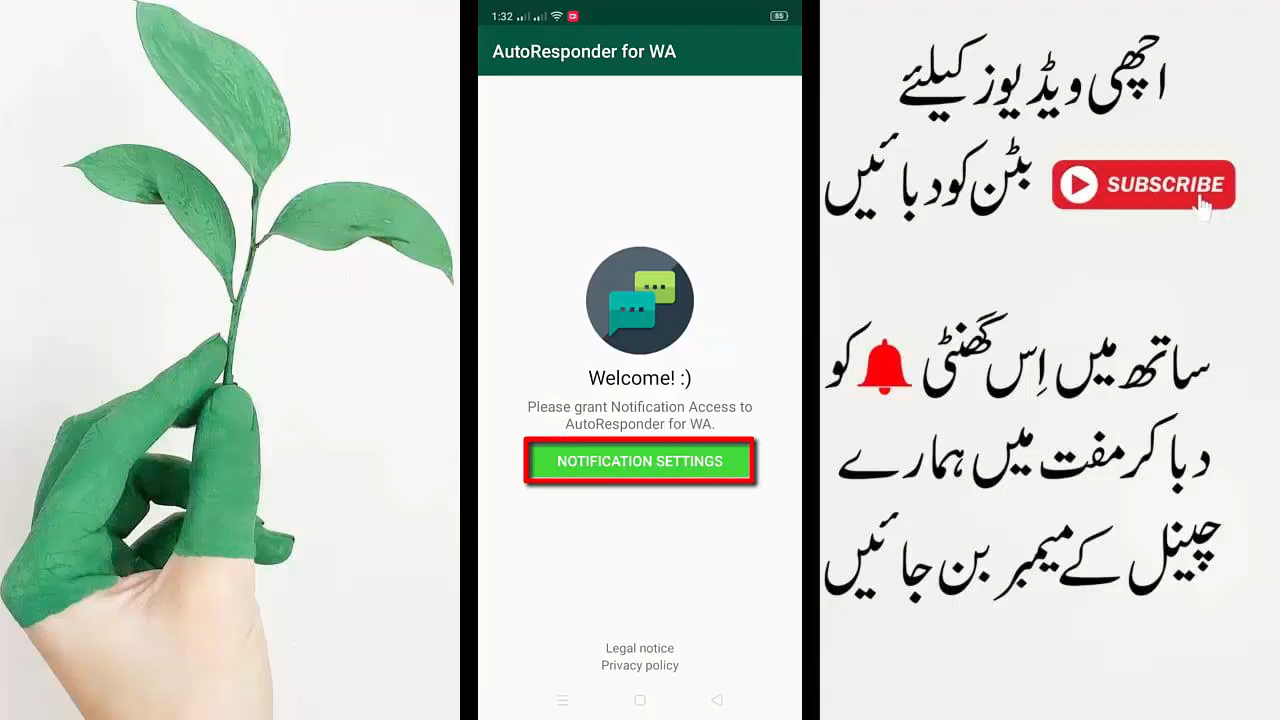 1:32
85
AutoResponder for WA
Welcome! :)
Please grant Notification Access to
AutoResponder for WA.
NOTIFICATION SETTINGS
Legal notice
Privacy policy
اچھی ویڈیوز کیلئے
SUBSCRIBE بٹن کو دبائیں
ساتھ میں اِس گھنٹی کو
دبا کر مفت میں ہمارے
چینل کے میمبر بن جائیں